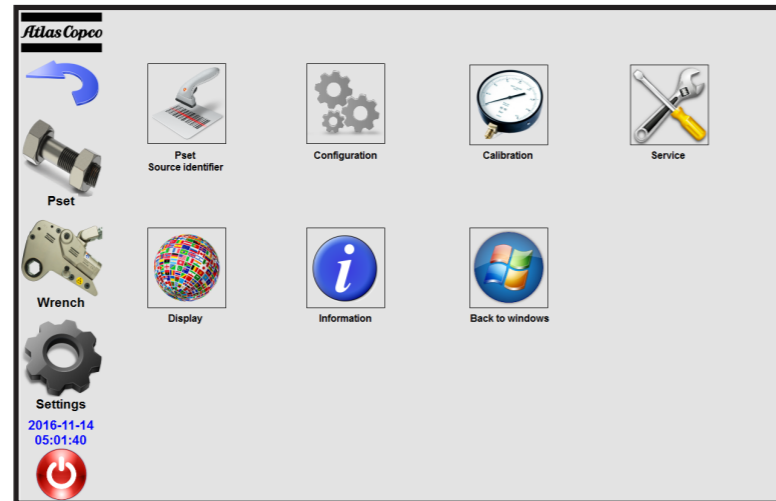 Atlas Copco
Pset
Wrench
Settings
2016-11-14
05:01:40
Pset
Source identifier
Configuration
Calibration
Service
Display
Information
Back to windows